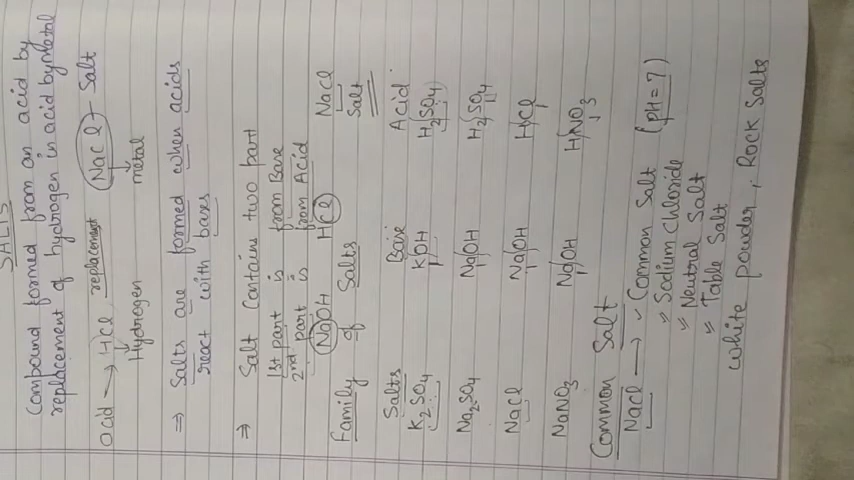 SALTS
Compound formed from an acid by
replacement of hydrogen in acid by metal
acid → HCl replacement NaCl - Salt
Hydrogen metal
⇒ Salts are formed when acids
react with bases
⇒ Salt Contains two part
1st part is from Base
2nd part is from Acid
NaOH HCl NaCl
Salt
Family of Salts
Salts Base Acid
K2SO4 KOH H2SO4
Na2SO4 NaOH H2SO4
NaCl NaOH HCl
NaNO3 NaOH HNO3
Common Salt
NaCl → " Common Salt (pH=7)
" Sodium Chloride
" Neutral Salt
" Table Salt
White powder, ROCK Salts